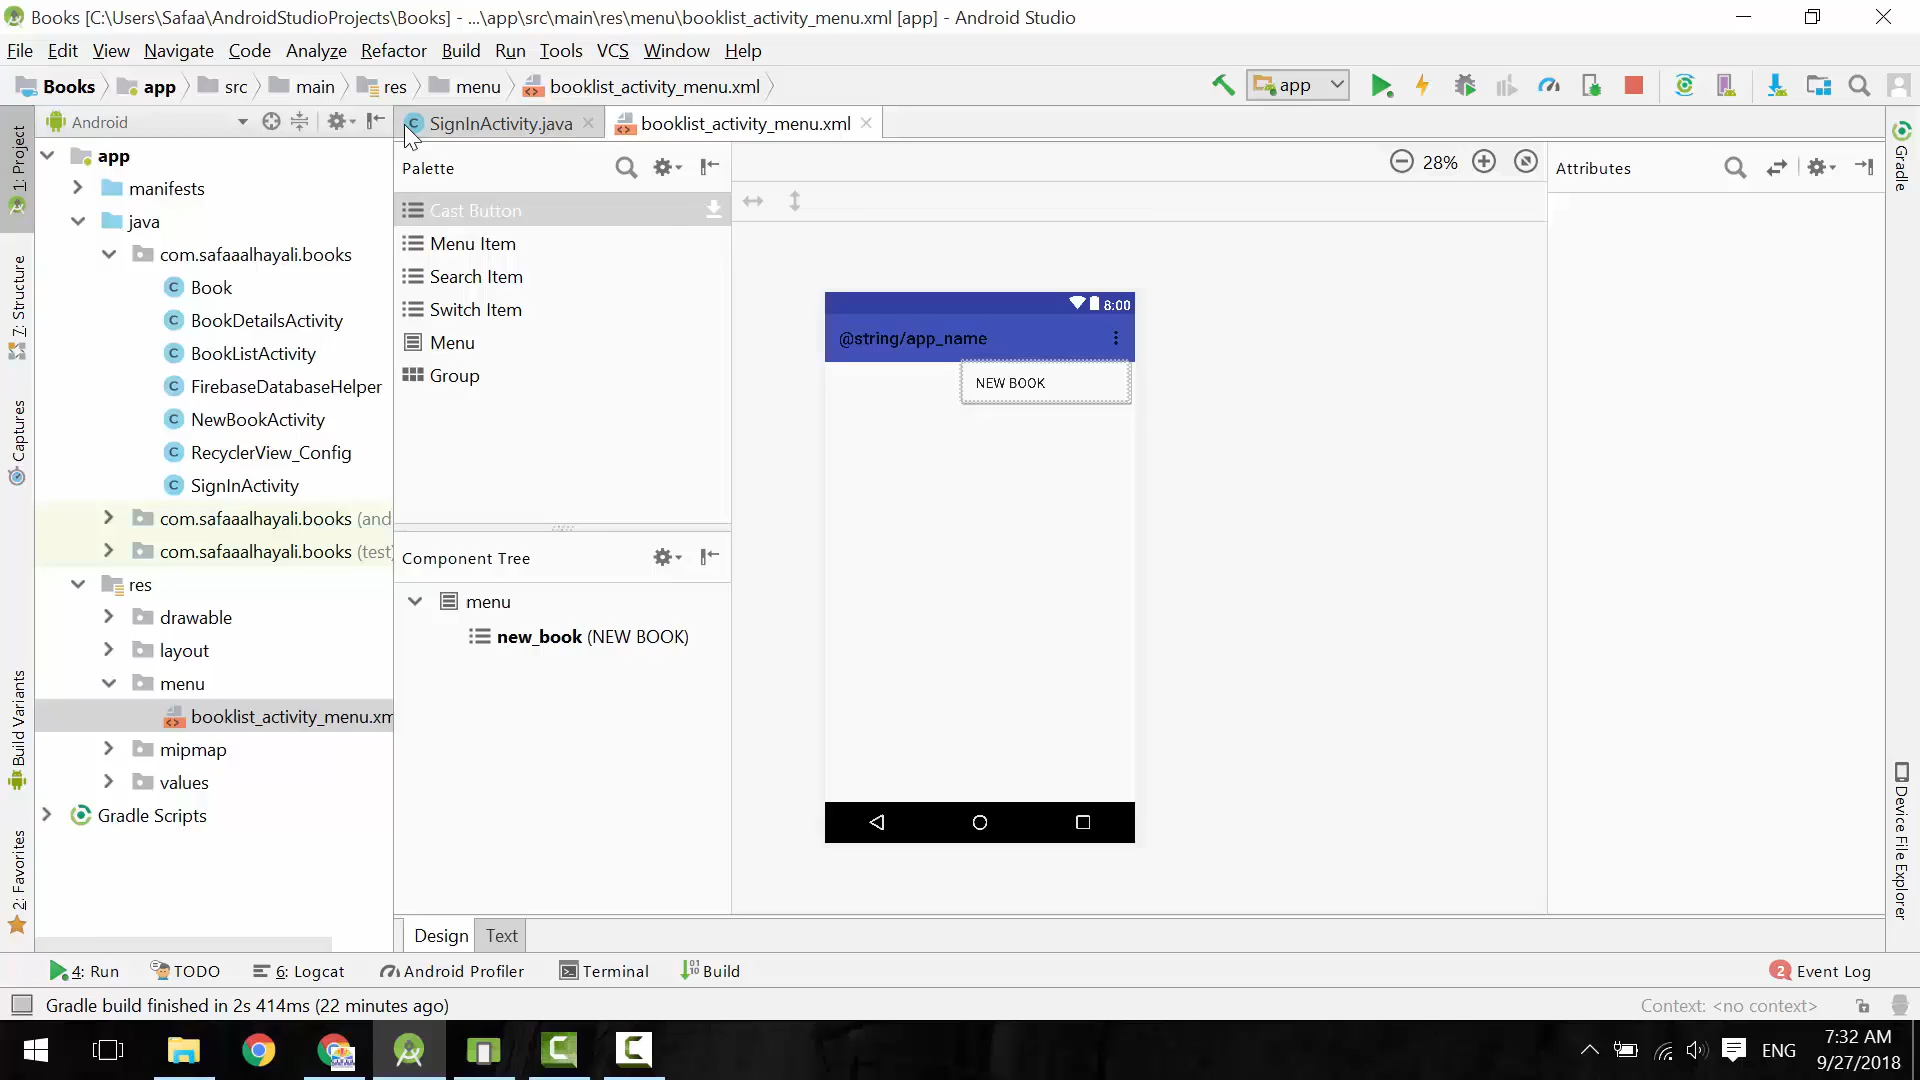 Books [C:\Users\Safaa\AndroidStudioProjects\Books] - ...\app\src\main\res\menu\booklist_activity_menu.xml [app] - Android Studio
File Edit View Navigate Code Analyze Refactor Build Run Tools VCS Window Help
Books app src main res menu booklist_activity_menu.xml app
Android
SignInActivity.java booklist_activity_menu.xml
1: Project
7: Structure
Captures
Build Variants
2: Favorites
app
manifests
java
com.safaaalhayali.books
Book
BookDetailsActivity
BookListActivity
FirebaseDatabaseHelper
NewBookActivity
RecyclerView_Config
SignInActivity
com.safaaalhayali.books (and
com.safaaalhayali.books (test)
res
drawable
layout
menu
booklist_activity_menu.xm
mipmap
values
Gradle Scripts
Palette
Cast Button
Menu Item
Search Item
Switch Item
Menu
Group
Component Tree
menu
new_book (NEW BOOK)
28%
8:00
@string/app_name
NEW BOOK
Attributes
Gradle
Device File Explorer
Design Text
4: Run TODO 6: Logcat Android Profiler Terminal Build
2 Event Log
Gradle build finished in 2s 414ms (22 minutes ago)
Context: <no context>
ENG
7:32 AM
9/27/2018